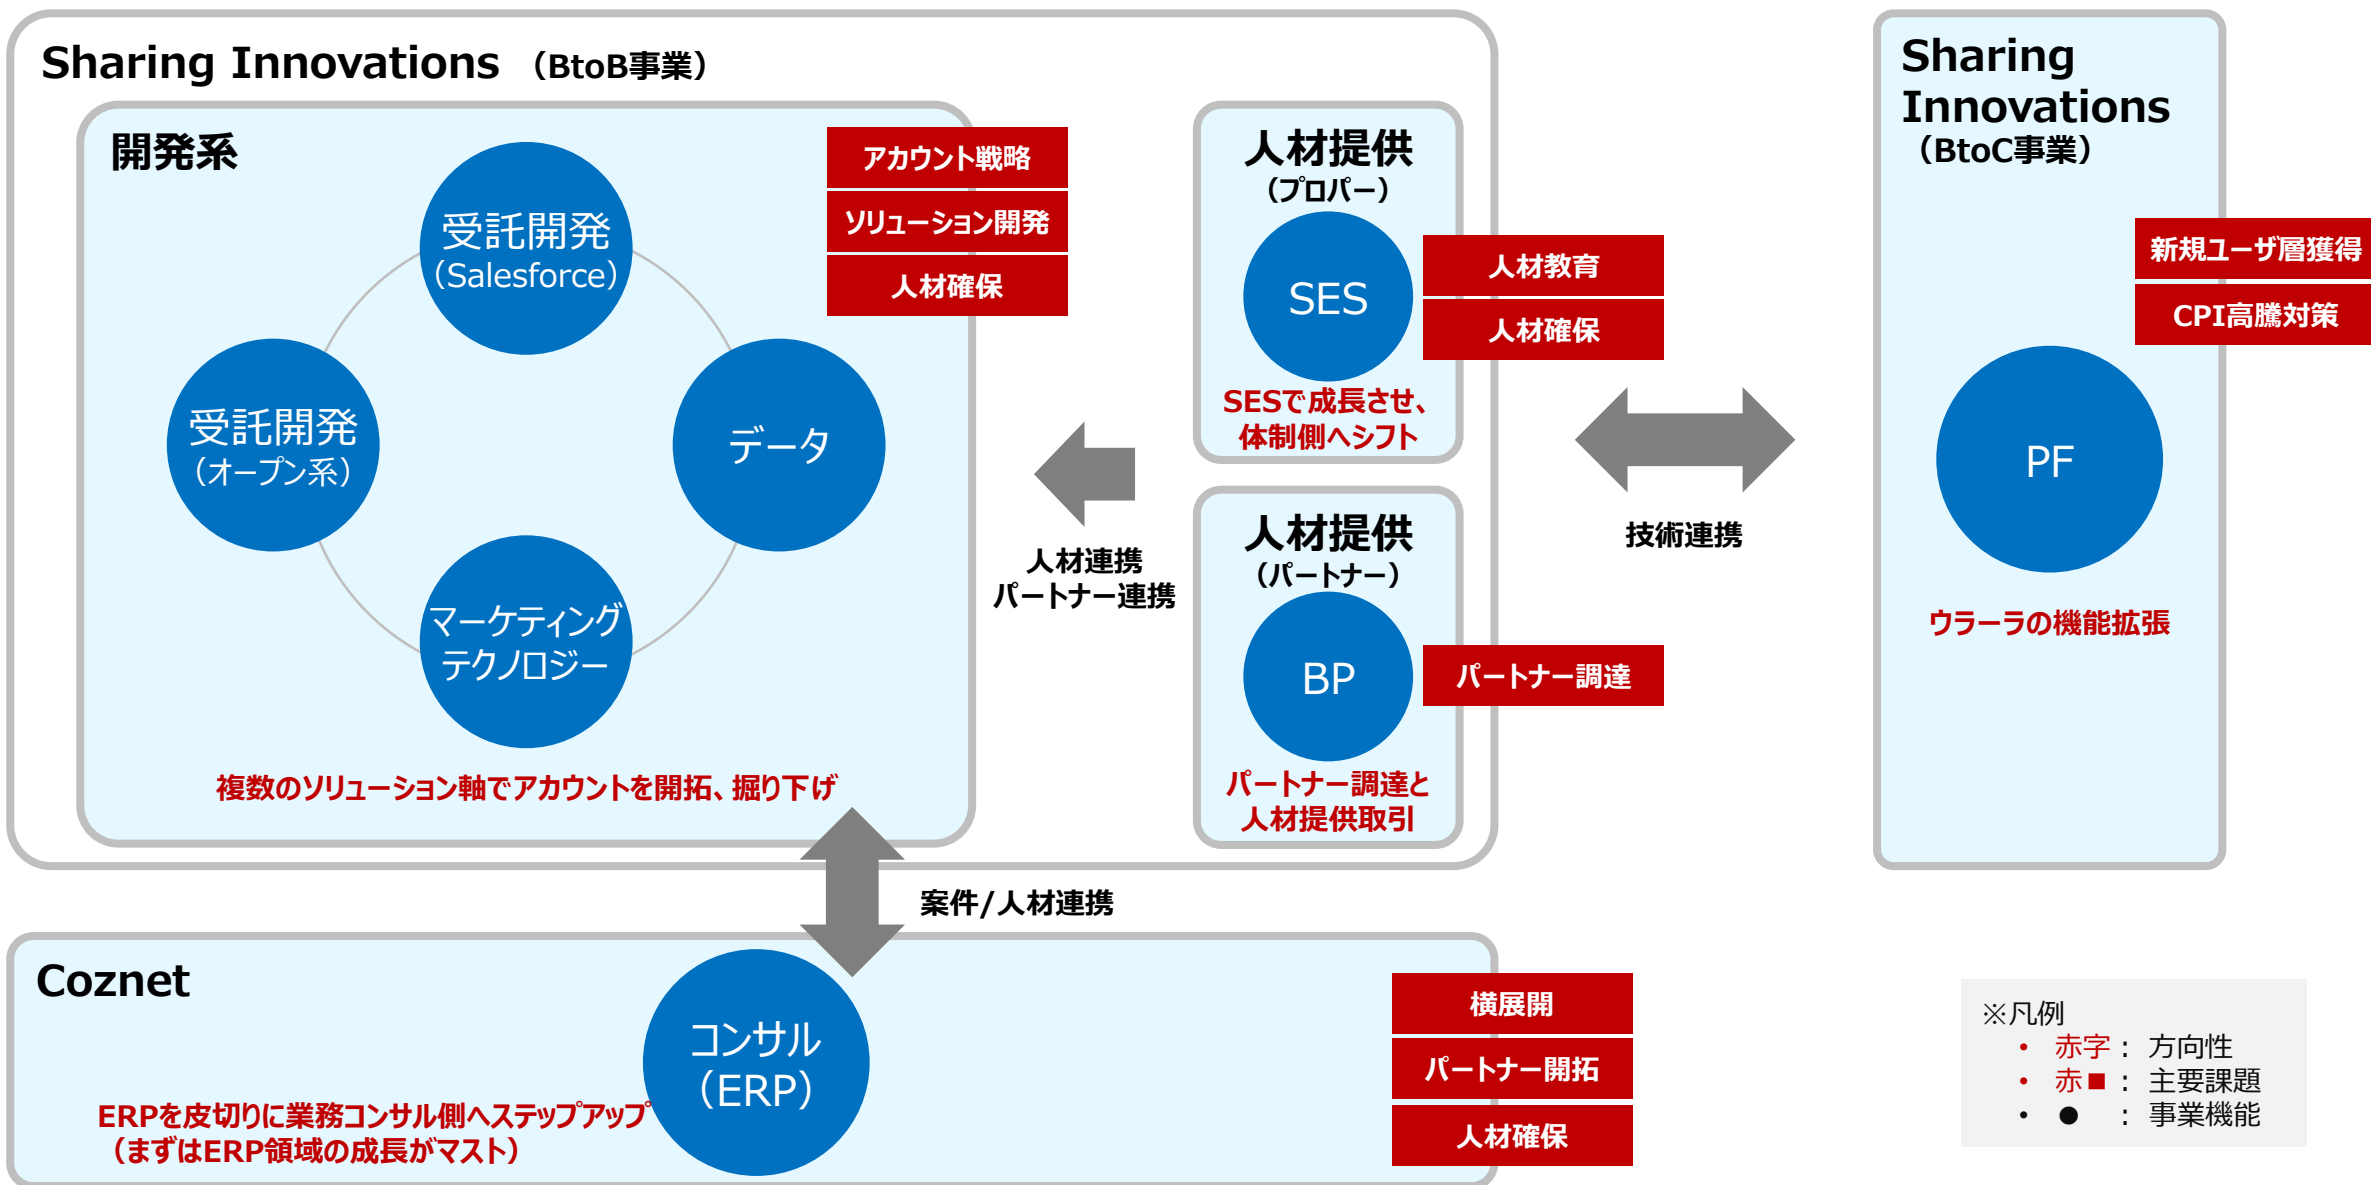 Sharing Innovations （BtoB事業）
開発系
受託開発
（Salesforce）
受託開発
（オープン系）
データ
マーケティング
テクノロジー
複数のソリューション軸でアカウントを開拓、掘り下げ
アカウント戦略
ソリューション開発
人材確保
人材連携
パートナー連携
人材提供
（プロパー）
SES
SESで成長させ、
体制側へシフト
人材教育
人材確保
人材提供
（パートナー）
BP
パートナー調達と
人材提供取引
パートナー調達
技術連携
Sharing
Innovations
（BtoC事業）
新規ユーザ層獲得
CPI高騰対策
PF
ウラーラの機能拡張
案件/人材連携
Coznet
コンサル
（ERP）
ERPを皮切りに業務コンサル側へステップアップ
（まずはERP領域の成長がマスト）
横展開
パートナー開拓
人材確保
※凡例
• 赤字： 方向性
• 赤■： 主要課題
• ●： 事業機能